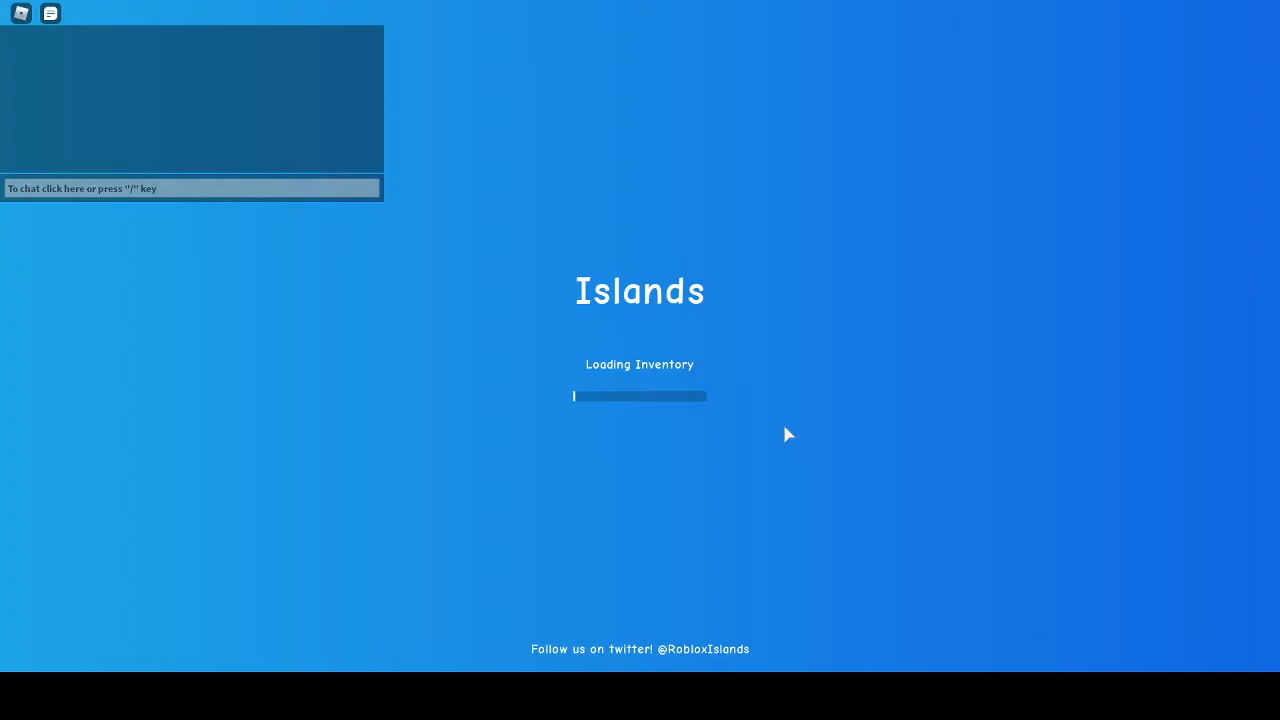 To chat click here or press "/" key
Islands
Loading Inventory
Follow us on twitter! @RobloxIslands